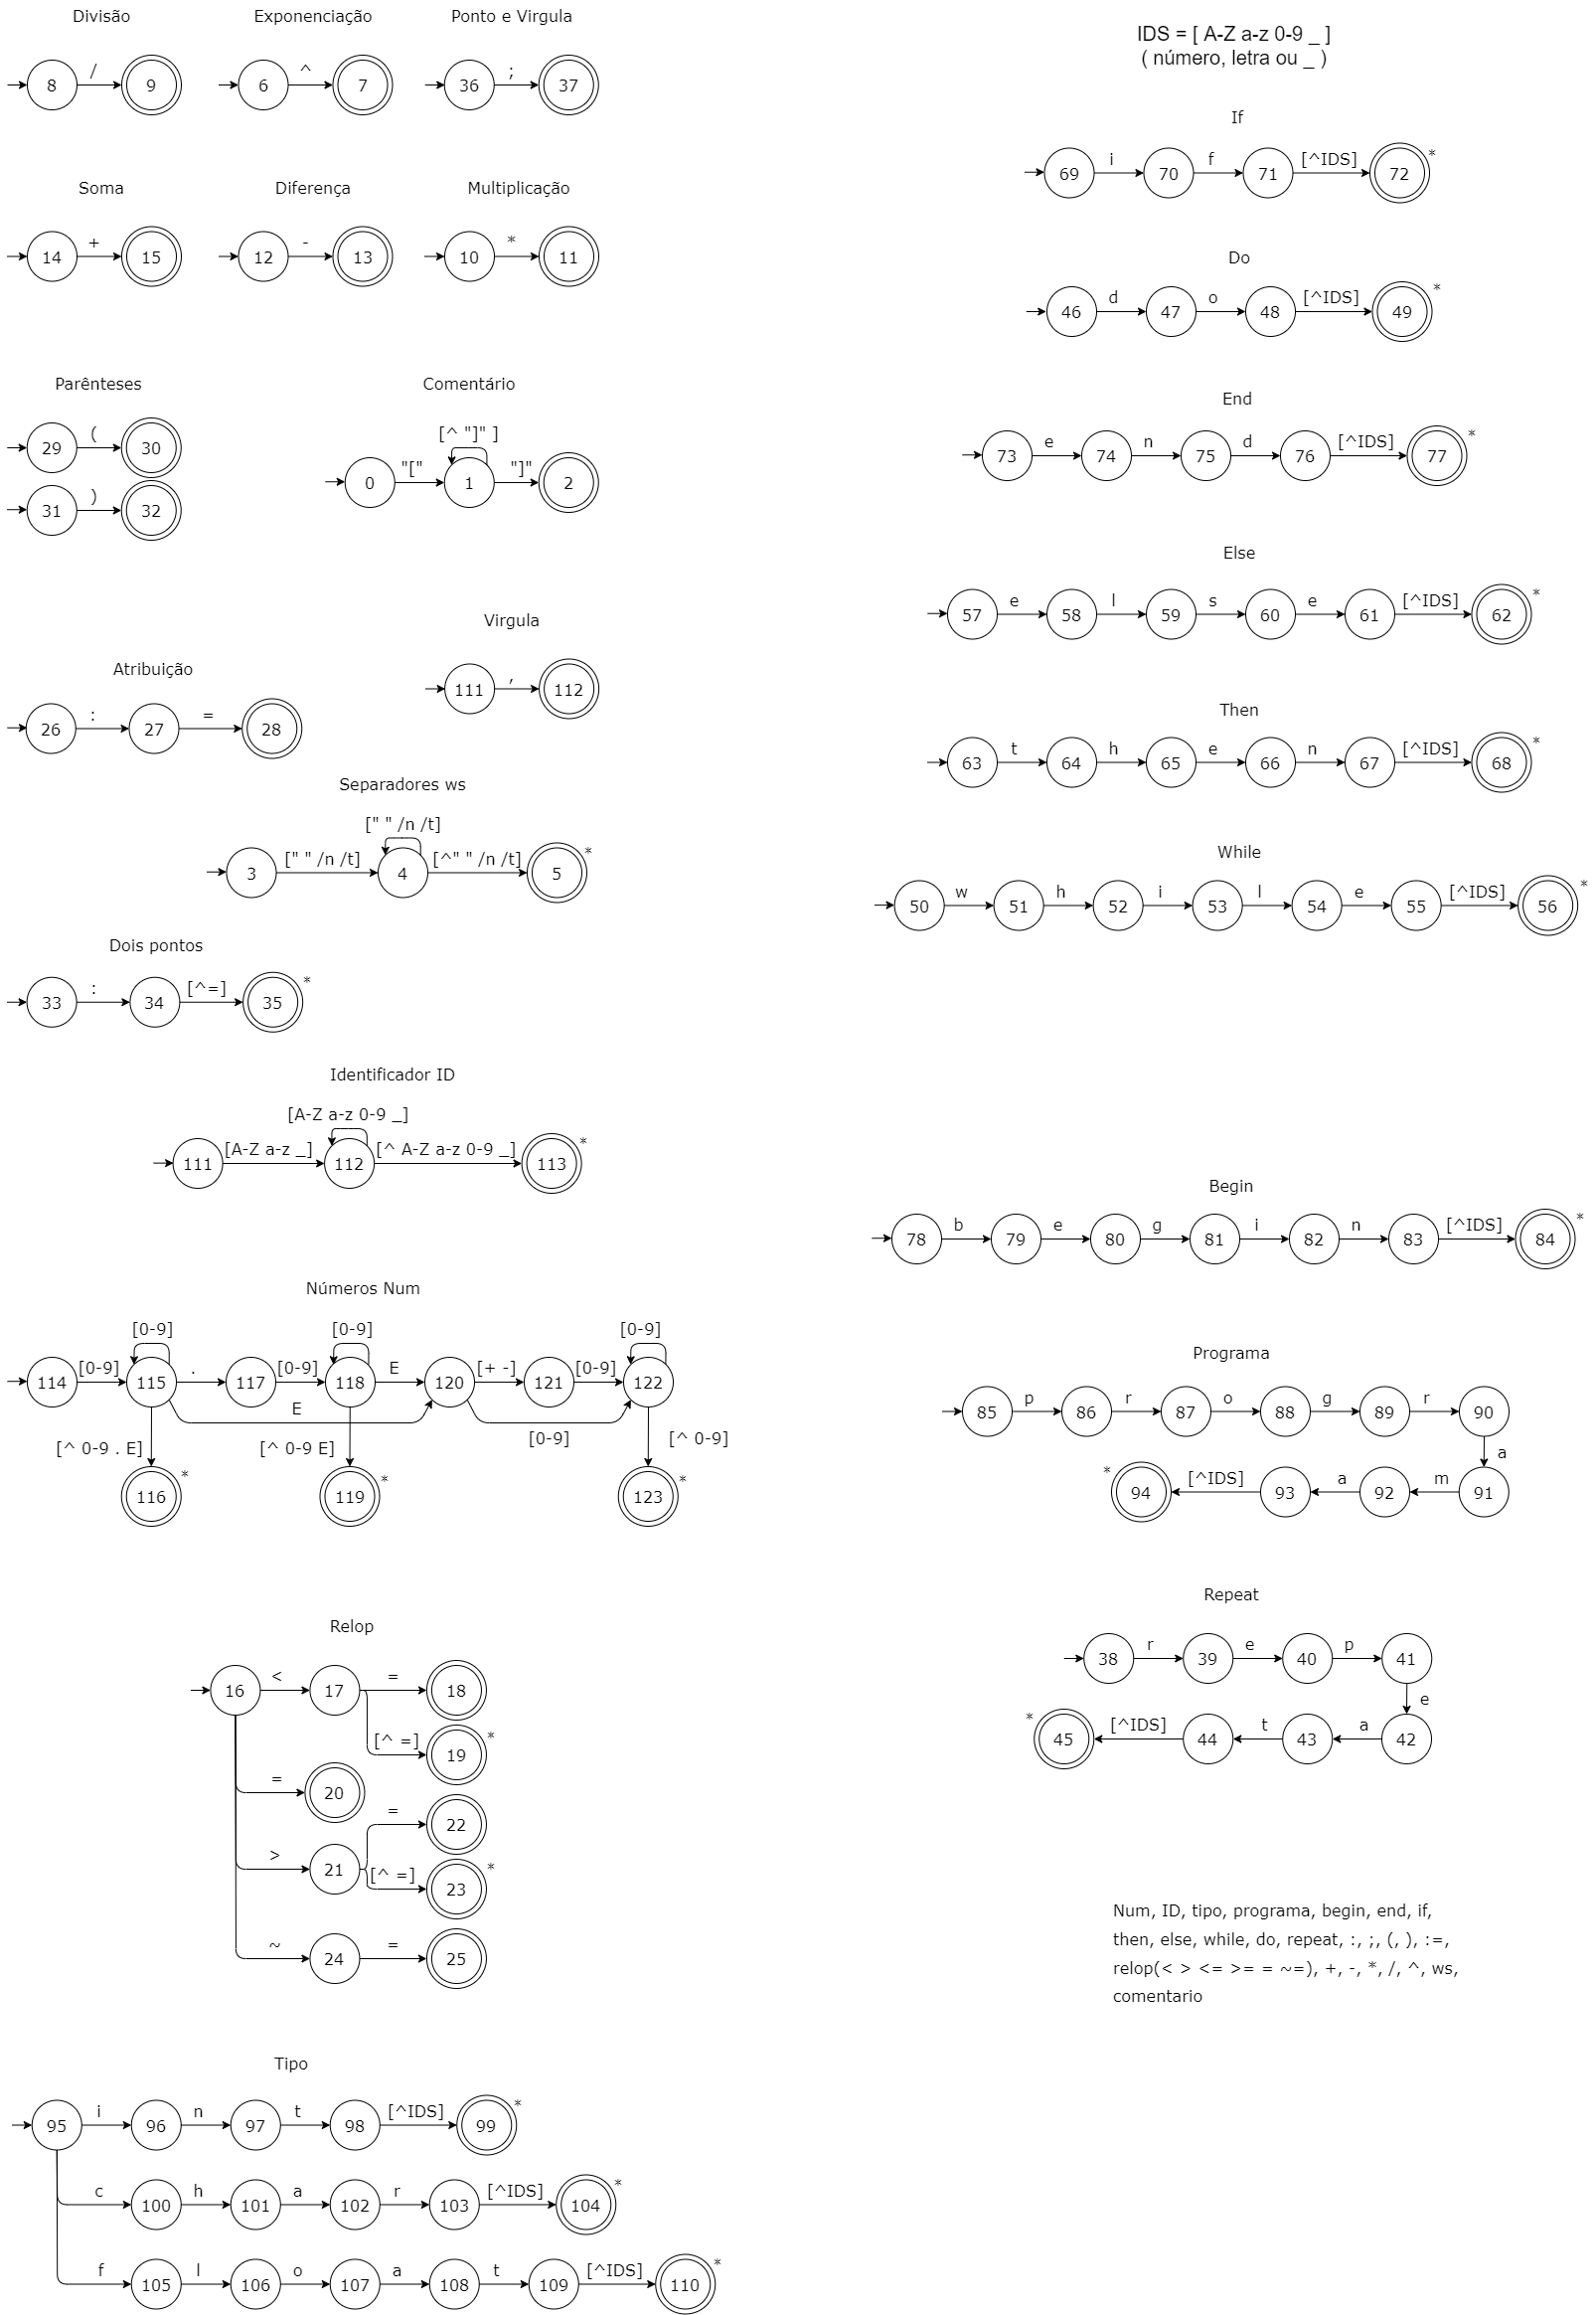 Divisão
8 / 9
Exponenciação
6 ^ 7
Ponto e Virgula
36 ; 37
Soma
14 + 15
Diferença
12 - 13
Multiplicação
10 * 11
Parênteses
29 ( 30
31 ) 32
Comentário
[^ "]" ]
0 "[" 1 "]" 2
Virgula
111 , 112
Atribuição
26 : 27 = 28
Separadores ws
[" " /n /t]
3 [" " /n /t] 4 [^" " /n /t] 5 *
Dois pontos
33 : 34 [^=] 35 *
Identificador ID
[A-Z a-z 0-9 _]
111 [A-Z a-z _] 112 [^ A-Z a-z 0-9 _] 113 *
Números Num
[0-9] [0-9] [0-9]
114 [0-9] 115 . 117 [0-9] 118 E 120 [+ -] 121 [0-9] 122
E
[0-9]
[^ 0-9 . E] [^ 0-9 E] [^ 0-9]
116 * 119 * 123 *
Relop
16 < 17 = 18
[^ =] 19 *
= 20
> 21 = 22
[^ =] 23 *
~ 24 = 25
Tipo
95 i 96 n 97 t 98 [^IDS] 99 *
c 100 h 101 a 102 r 103 [^IDS] 104 *
f 105 l 106 o 107 a 108 t 109 [^IDS] 110 *
IDS = [ A-Z a-z 0-9 _ ]
( número, letra ou _ )
If
69 i 70 f 71 [^IDS] 72 *
Do
46 d 47 o 48 [^IDS] 49 *
End
73 e 74 n 75 d 76 [^IDS] 77 *
Else
57 e 58 l 59 s 60 e 61 [^IDS] 62 *
Then
63 t 64 h 65 e 66 n 67 [^IDS] 68 *
While
50 w 51 h 52 i 53 l 54 e 55 [^IDS] 56 *
Begin
78 b 79 e 80 g 81 i 82 n 83 [^IDS] 84 *
Programa
85 p 86 r 87 o 88 g 89 r 90
a
* 94 [^IDS] 93 a 92 m 91
Repeat
38 r 39 e 40 p 41
e
* 45 [^IDS] 44 t 43 a 42
Num, ID, tipo, programa, begin, end, if,
then, else, while, do, repeat, :, ;, (, ), :=,
relop(< > <= >= = ~=), +, -, *, /, ^, ws,
comentario